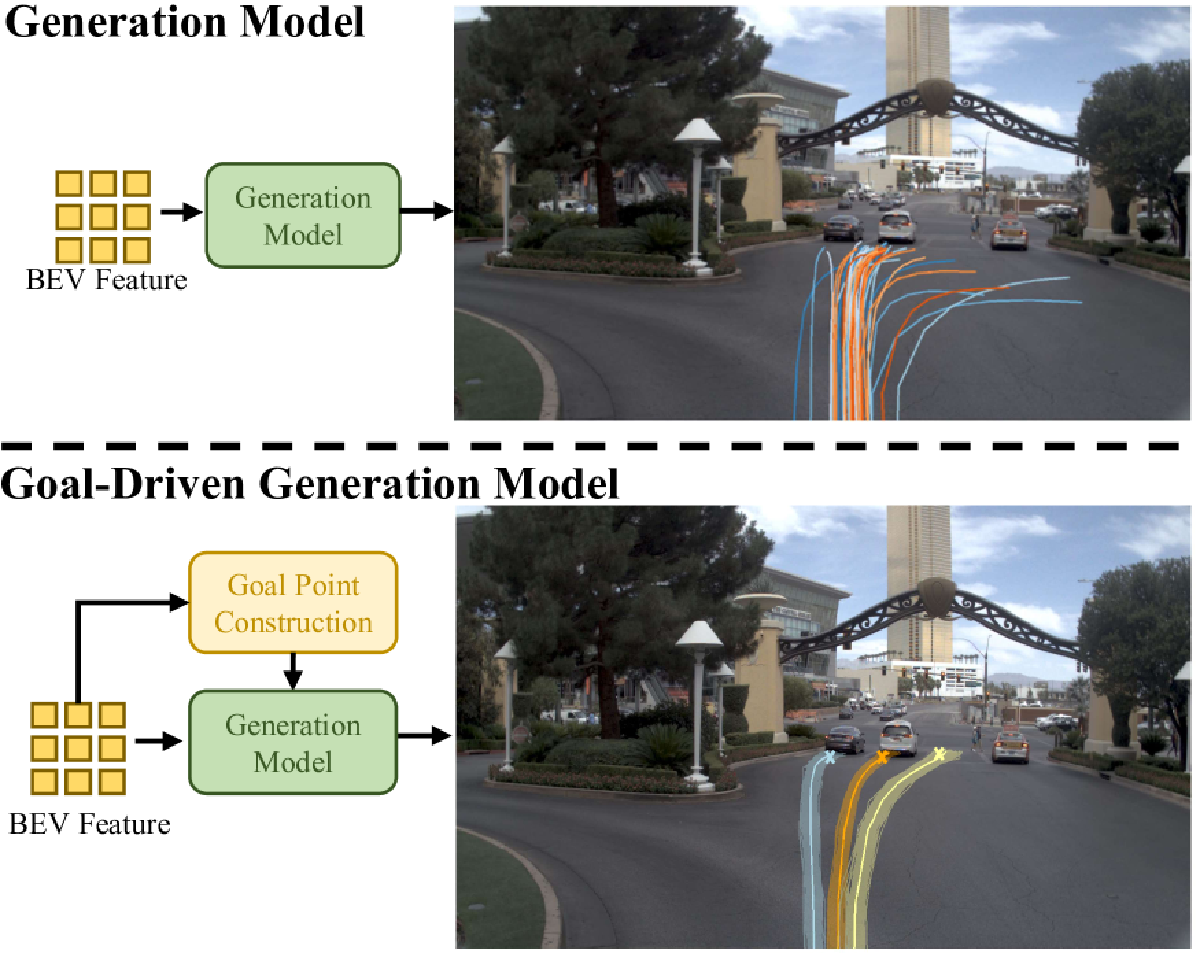 Generation Model
Generation
Model
BEV Feature
Goal-Driven Generation Model
Goal Point
Construction
Generation
Model
BEV Feature